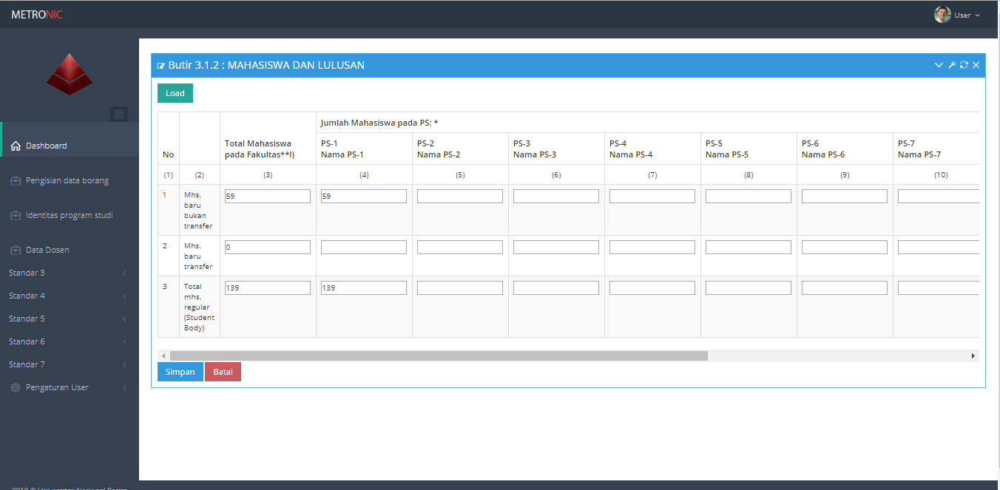 METRONIC
User
Butir 3.1.2 : MAHASISWA DAN LULUSAN
Load
Dashboard
Pengisian data borang
Identitas program studi
Data Dosen
Standar 3
Standar 4
Standar 5
Standar 6
Standar 7
Pengaturan User
Jumlah Mahasiswa pada PS: *
No
Total Mahasiswa
pada Fakultas**I)
PS-1
Nama PS-1
PS-2
Nama PS-2
PS-3
Nama PS-3
PS-4
Nama PS-4
PS-5
Nama PS-5
PS-6
Nama PS-6
PS-7
Nama PS-7
(1) (2) (3) (4) (5) (6) (7) (8) (9) (10)
1
Mhs.
baru
bukan
transfer
59
59
2
Mhs.
baru
transfer
0
3
Total
mhs.
regular
(Student
Body)
139
139
Simpan
Batal